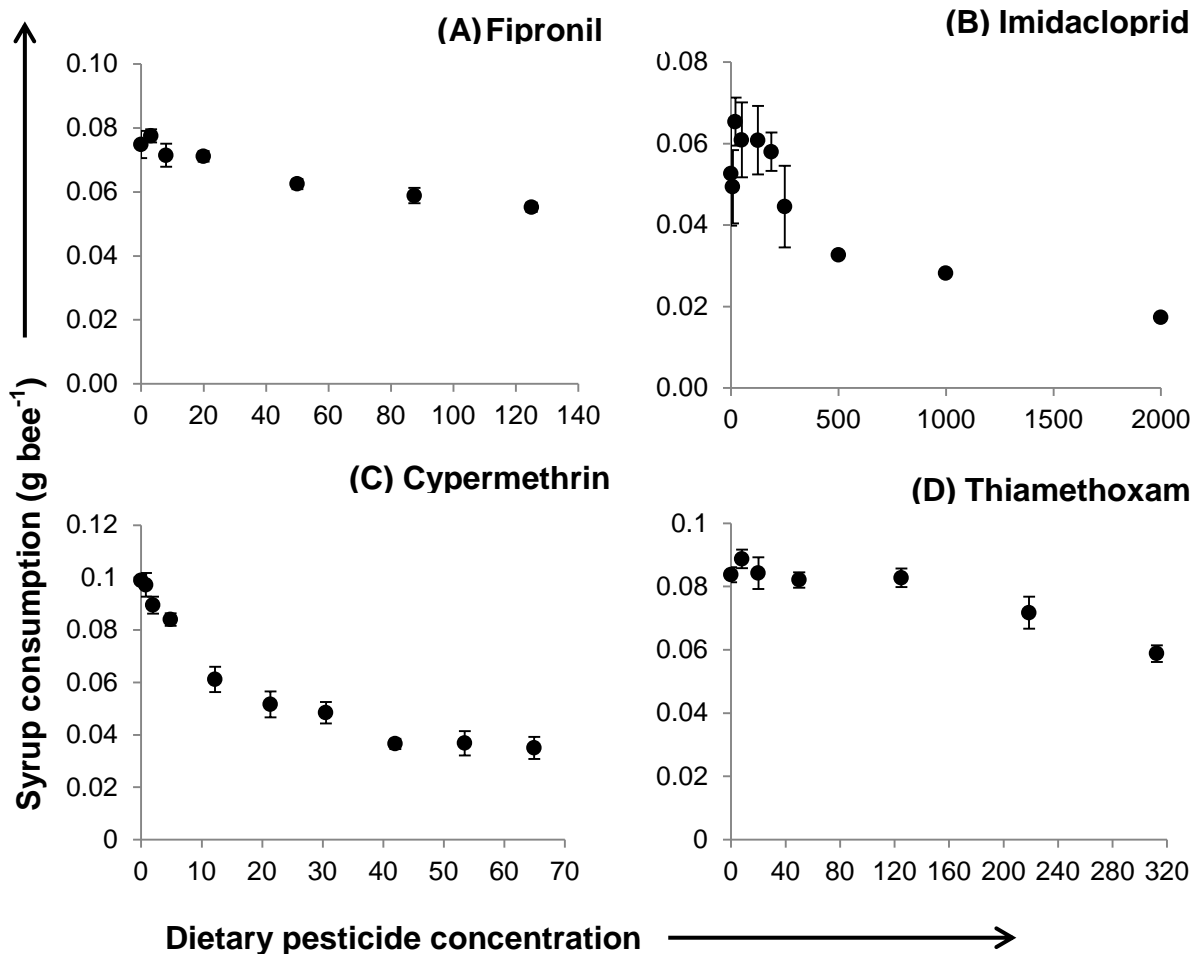 (A) Fipronil
0.10
0.08
0.06
0.04
0.02
0.00
0 20 40 60 80 100 120 140
(B) Imidacloprid
0.08
0.06
0.04
0.02
0.00
0 500 1000 1500 2000
Syrup consumption (g bee⁻¹)
(C) Cypermethrin
0.12
0.1
0.08
0.06
0.04
0.02
0
0 10 20 30 40 50 60 70
(D) Thiamethoxam
0.1
0.08
0.06
0.04
0.02
0
0 40 80 120 160 200 240 280 320
Dietary pesticide concentration